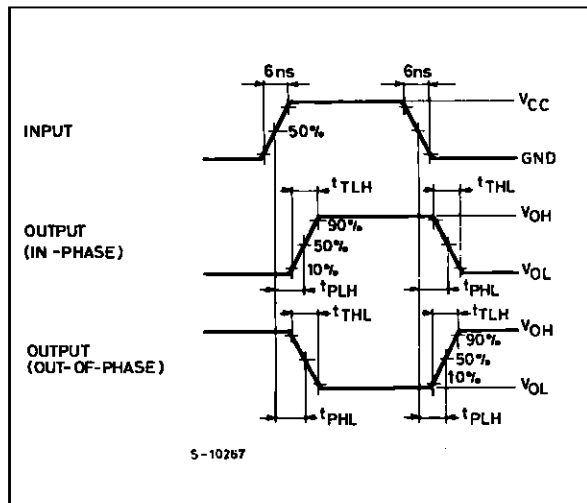 6ns 6ns
VCC
INPUT
50%
GND
tTLH tTHL
VOH
OUTPUT
(IN-PHASE)
90%
50%
10%
VOL
tPLH tPHL
tTHL tTLH
VOH
OUTPUT
(OUT-OF-PHASE)
90%
50%
10%
VOL
tPHL tPLH
S-10267